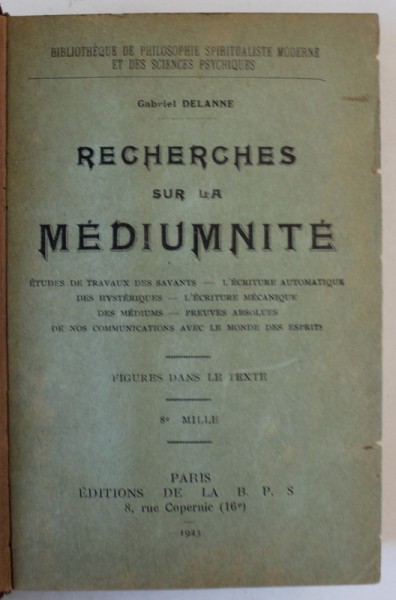 BIBLIOTHÈQUE DE PHILOSOPHIE SPIRITUALISTE MODERNE
ET DES SCIENCES PSYCHIQUES
Gabriel DELANNE
RECHERCHES
SUR LA
MÉDIUMNITÉ
ÉTUDES DE TRAVAUX DES SAVANTS — L'ÉCRITURE AUTOMATIQUE
DES HYSTÉRIQUES — L'ÉCRITURE MÉCANIQUE
DES MÉDIUMS — PREUVES ABSOLUES
DE NOS COMMUNICATIONS AVEC LE MONDE DES ESPRITS
FIGURES DANS LE TEXTE
8e MILLE
PARIS
ÉDITIONS DE LA B. P. S
8, rue Copernic (16e)
1923